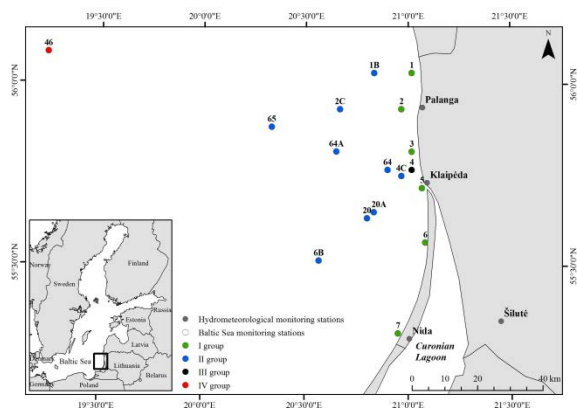 19°30'0"E 20°0'0"E 20°30'0"E 21°0'0"E 21°30'0"E
46
N
1B 1
56°0'0"N 56°0'0"N
2C 2 Palanga
65
64A 3
64 4
4C Klaipėda
5
20A
20
6
6B
55°30'0"N 55°30'0"N
Norway Finland
Sweden
Russia
Estonia
Latvia
Denmark Baltic Sea Lithuania
Germany Poland Belarus
Hydrometeorological monitoring stations
Baltic Sea monitoring stations
I group
II group
III group
IV group
7 Nida
Šilutė
Curonian
Lagoon
0 10 20 40 km
19°30'0"E 20°0'0"E 20°30'0"E 21°0'0"E 21°30'0"E